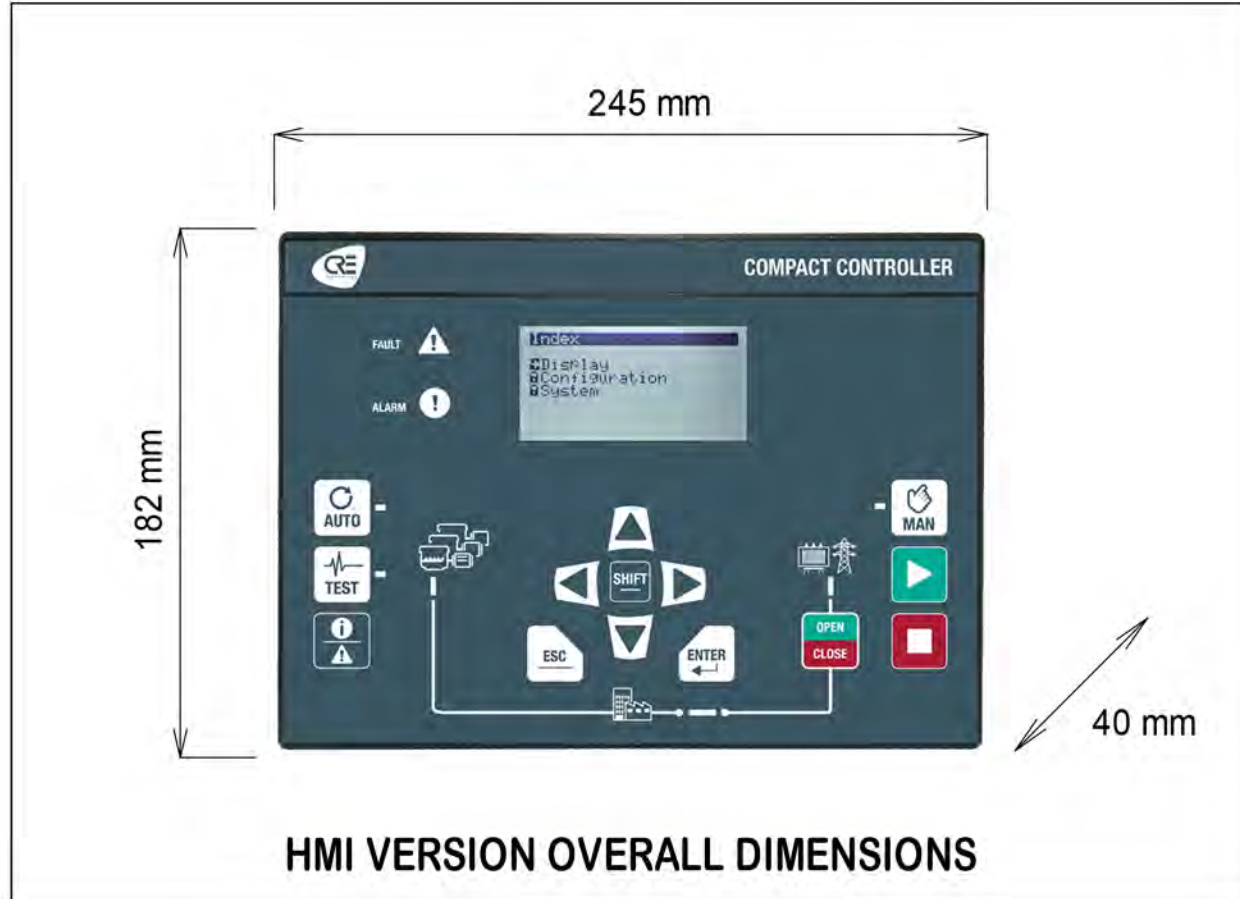 245 mm
182 mm
CRE
COMPACT CONTROLLER
FAULT
ALARM
Index
Display
Configuration
System
AUTO
MAN
TEST
SHIFT
OPEN
CLOSE
ESC
ENTER
40 mm
HMI VERSION OVERALL DIMENSIONS